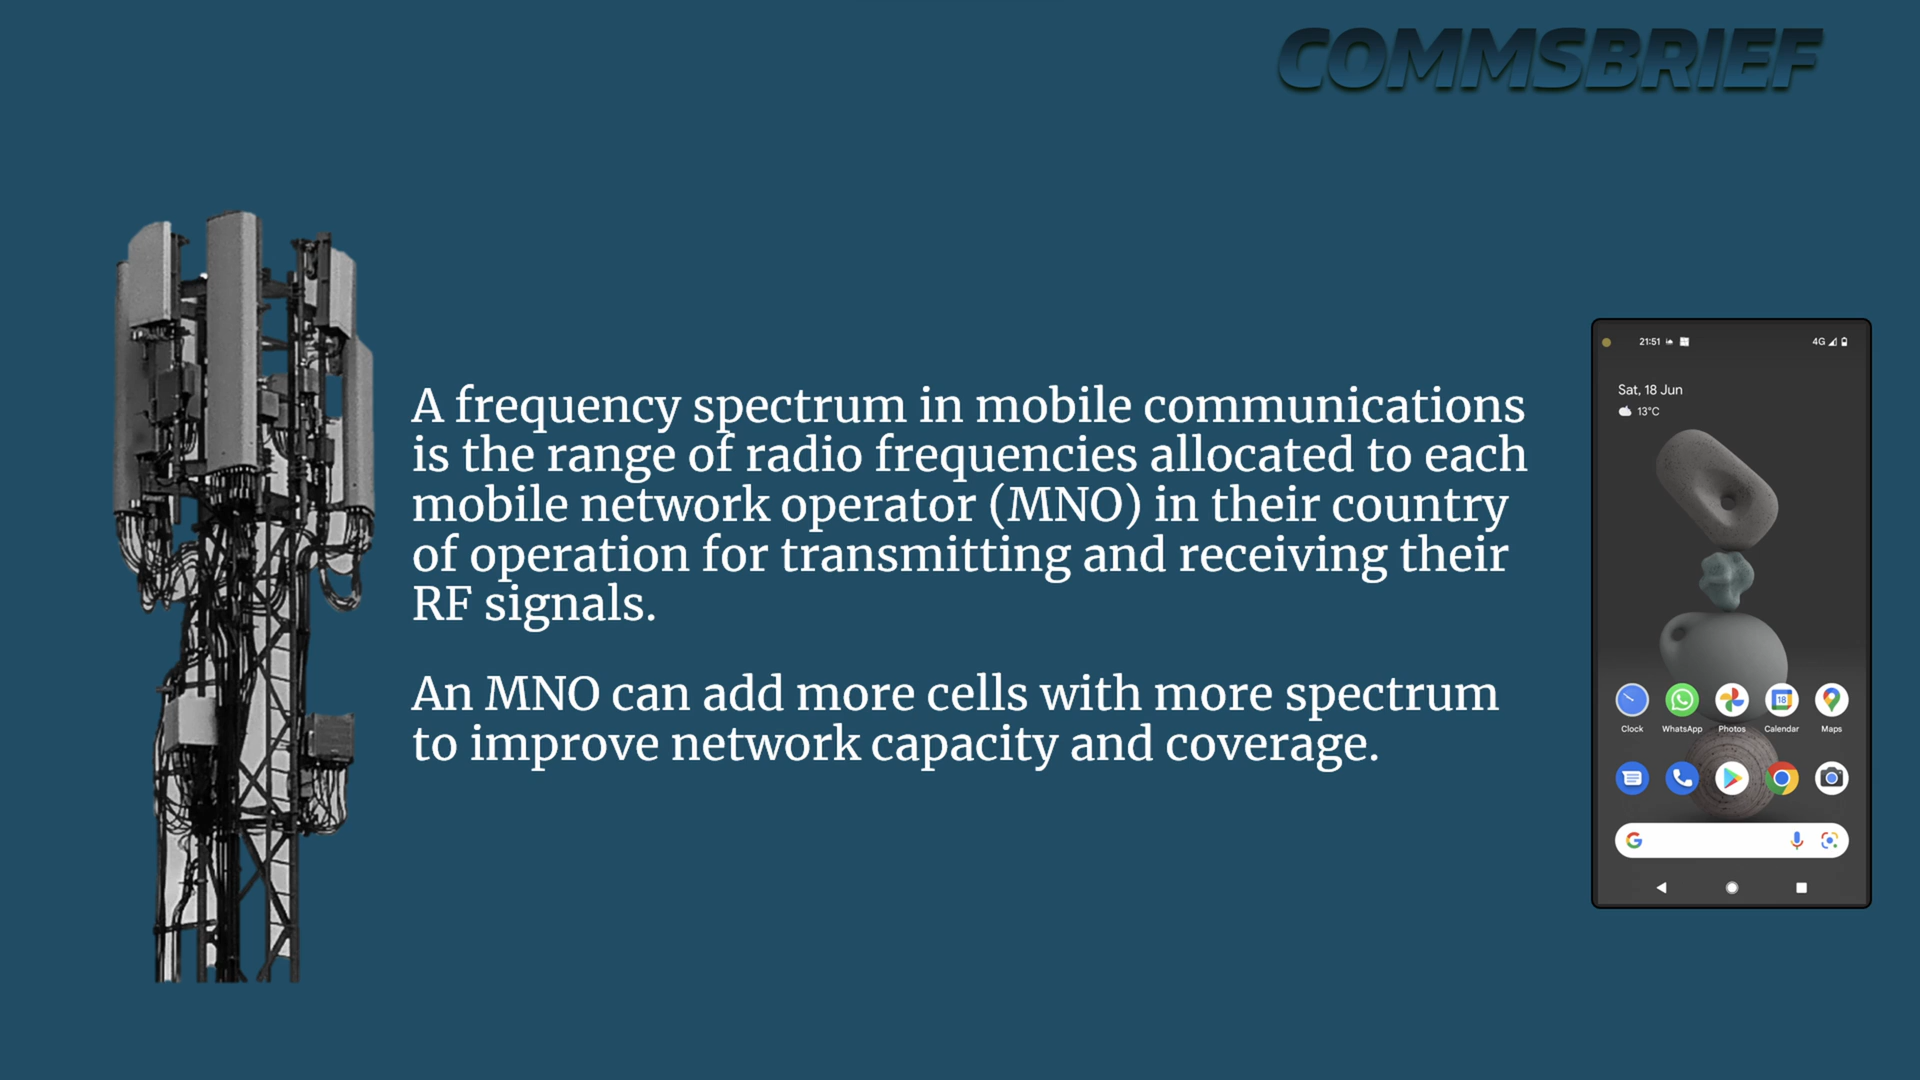 COMMSBRIEF
A frequency spectrum in mobile communications
is the range of radio frequencies allocated to each
mobile network operator (MNO) in their country
of operation for transmitting and receiving their
RF signals.
An MNO can add more cells with more spectrum
to improve network capacity and coverage.
21:51
4G
Sat, 18 Jun
13°C
18
Clock WhatsApp Photos Calendar Maps
G